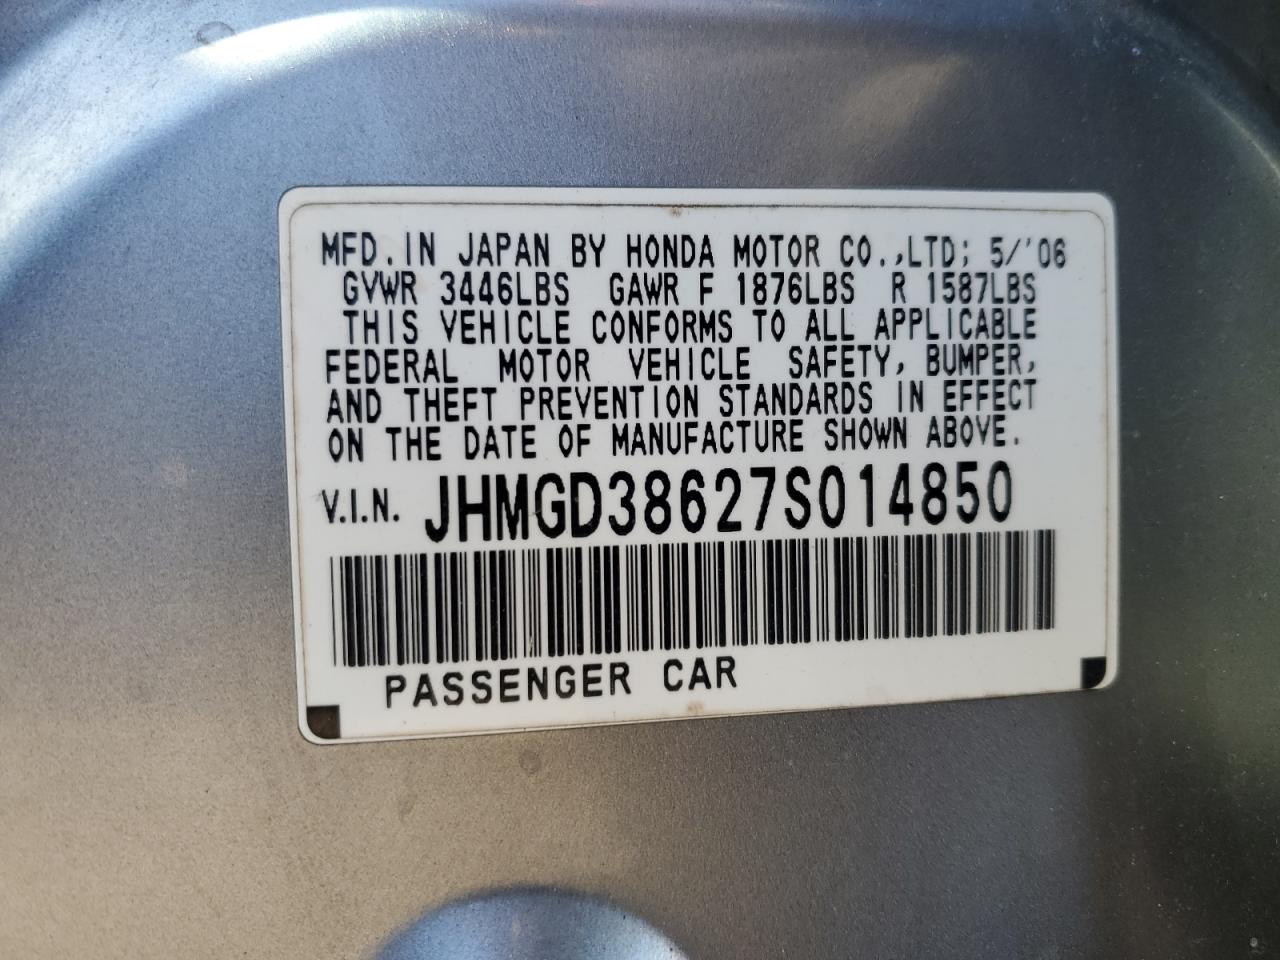 MFD. IN JAPAN BY HONDA MOTOR CO.,LTD; 5/'06
GVWR 3446LBS GAWR F 1876LBS R 1587LBS
THIS VEHICLE CONFORMS TO ALL APPLICABLE
FEDERAL MOTOR VEHICLE SAFETY, BUMPER,
AND THEFT PREVENTION STANDARDS IN EFFECT
ON THE DATE OF MANUFACTURE SHOWN ABOVE.
V.I.N. JHMGD38627S014850
PASSENGER CAR